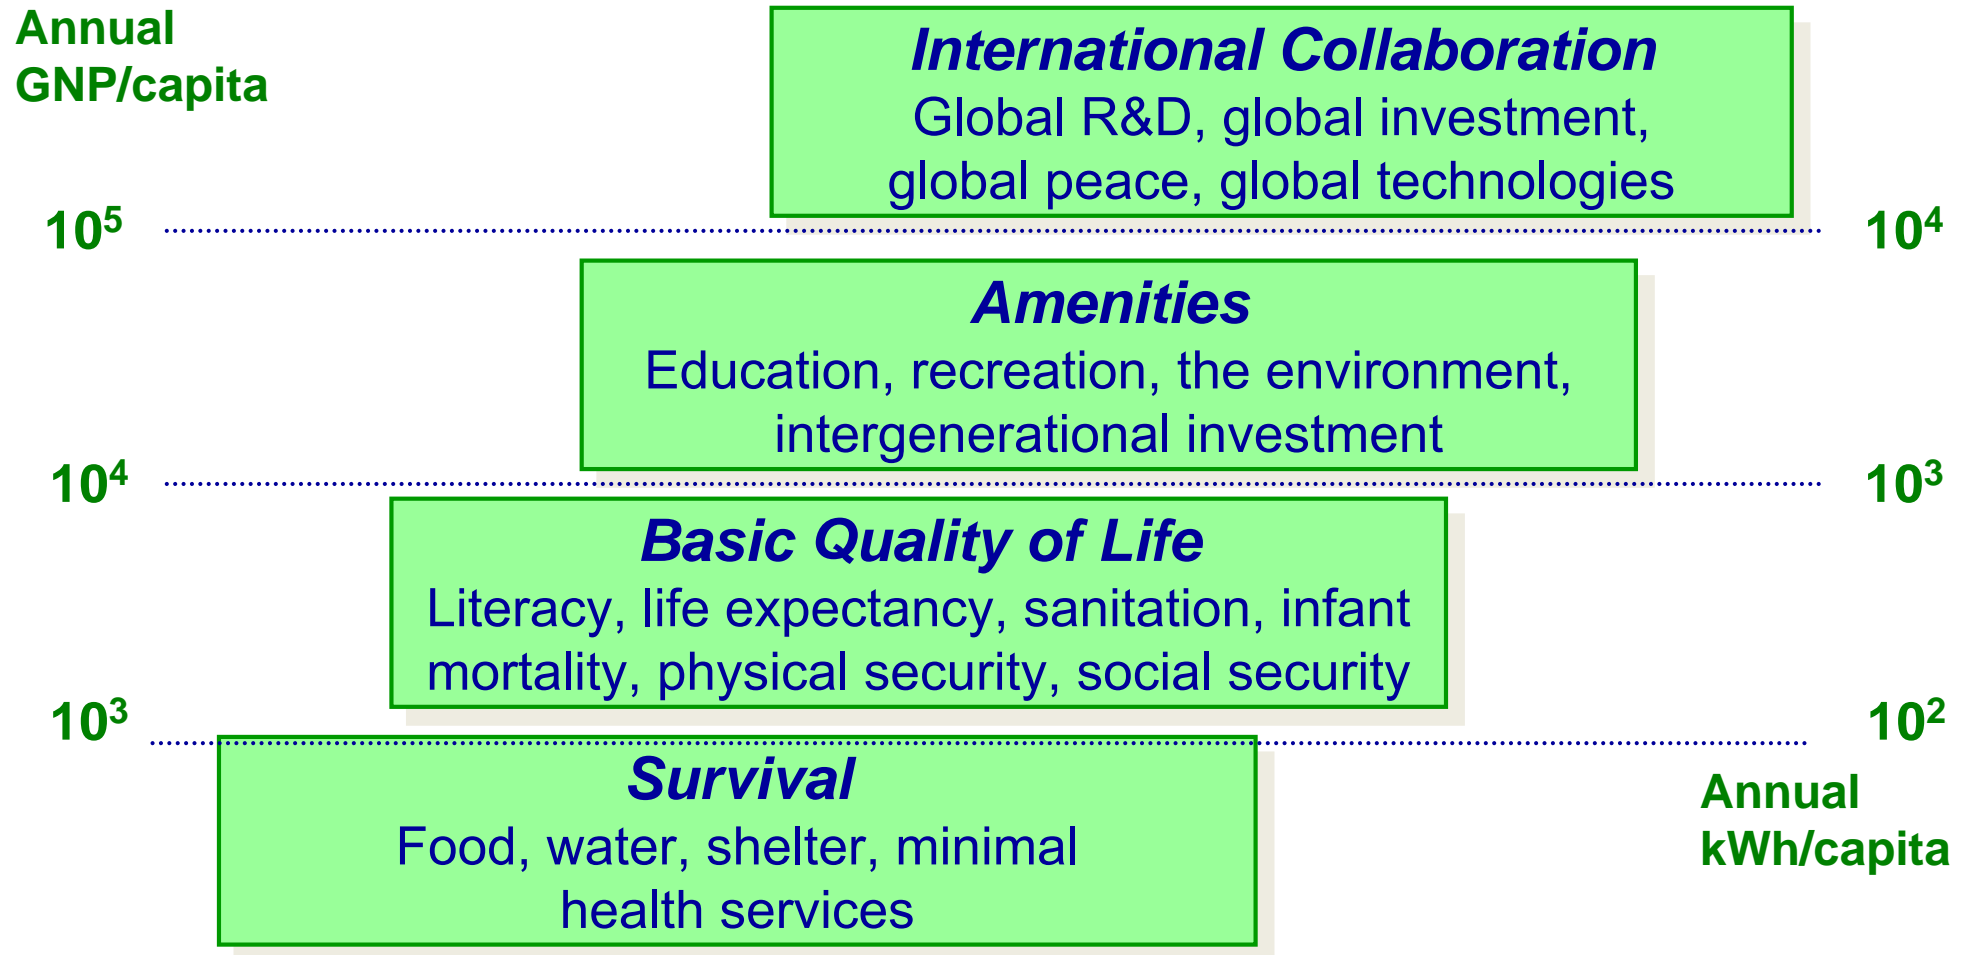 Annual
GNP/capita
International Collaboration
Global R&D, global investment,
global peace, global technologies
10⁵
10⁴
Amenities
Education, recreation, the environment,
intergenerational investment
10⁴
10³
Basic Quality of Life
Literacy, life expectancy, sanitation, infant
mortality, physical security, social security
10³
10²
Survival
Food, water, shelter, minimal
health services
Annual
kWh/capita